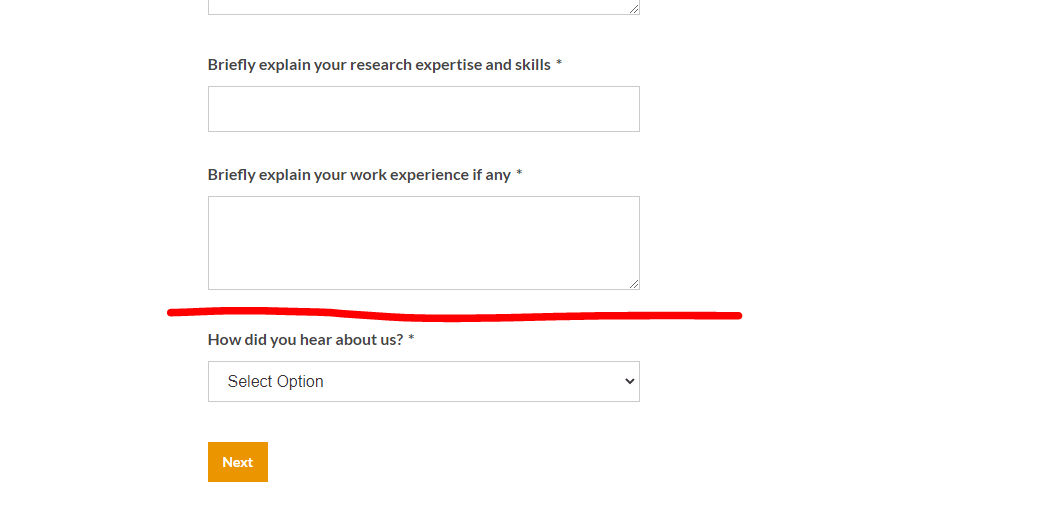 Briefly explain your research expertise and skills *
Briefly explain your work experience if any *
How did you hear about us? *
Select Option
Next